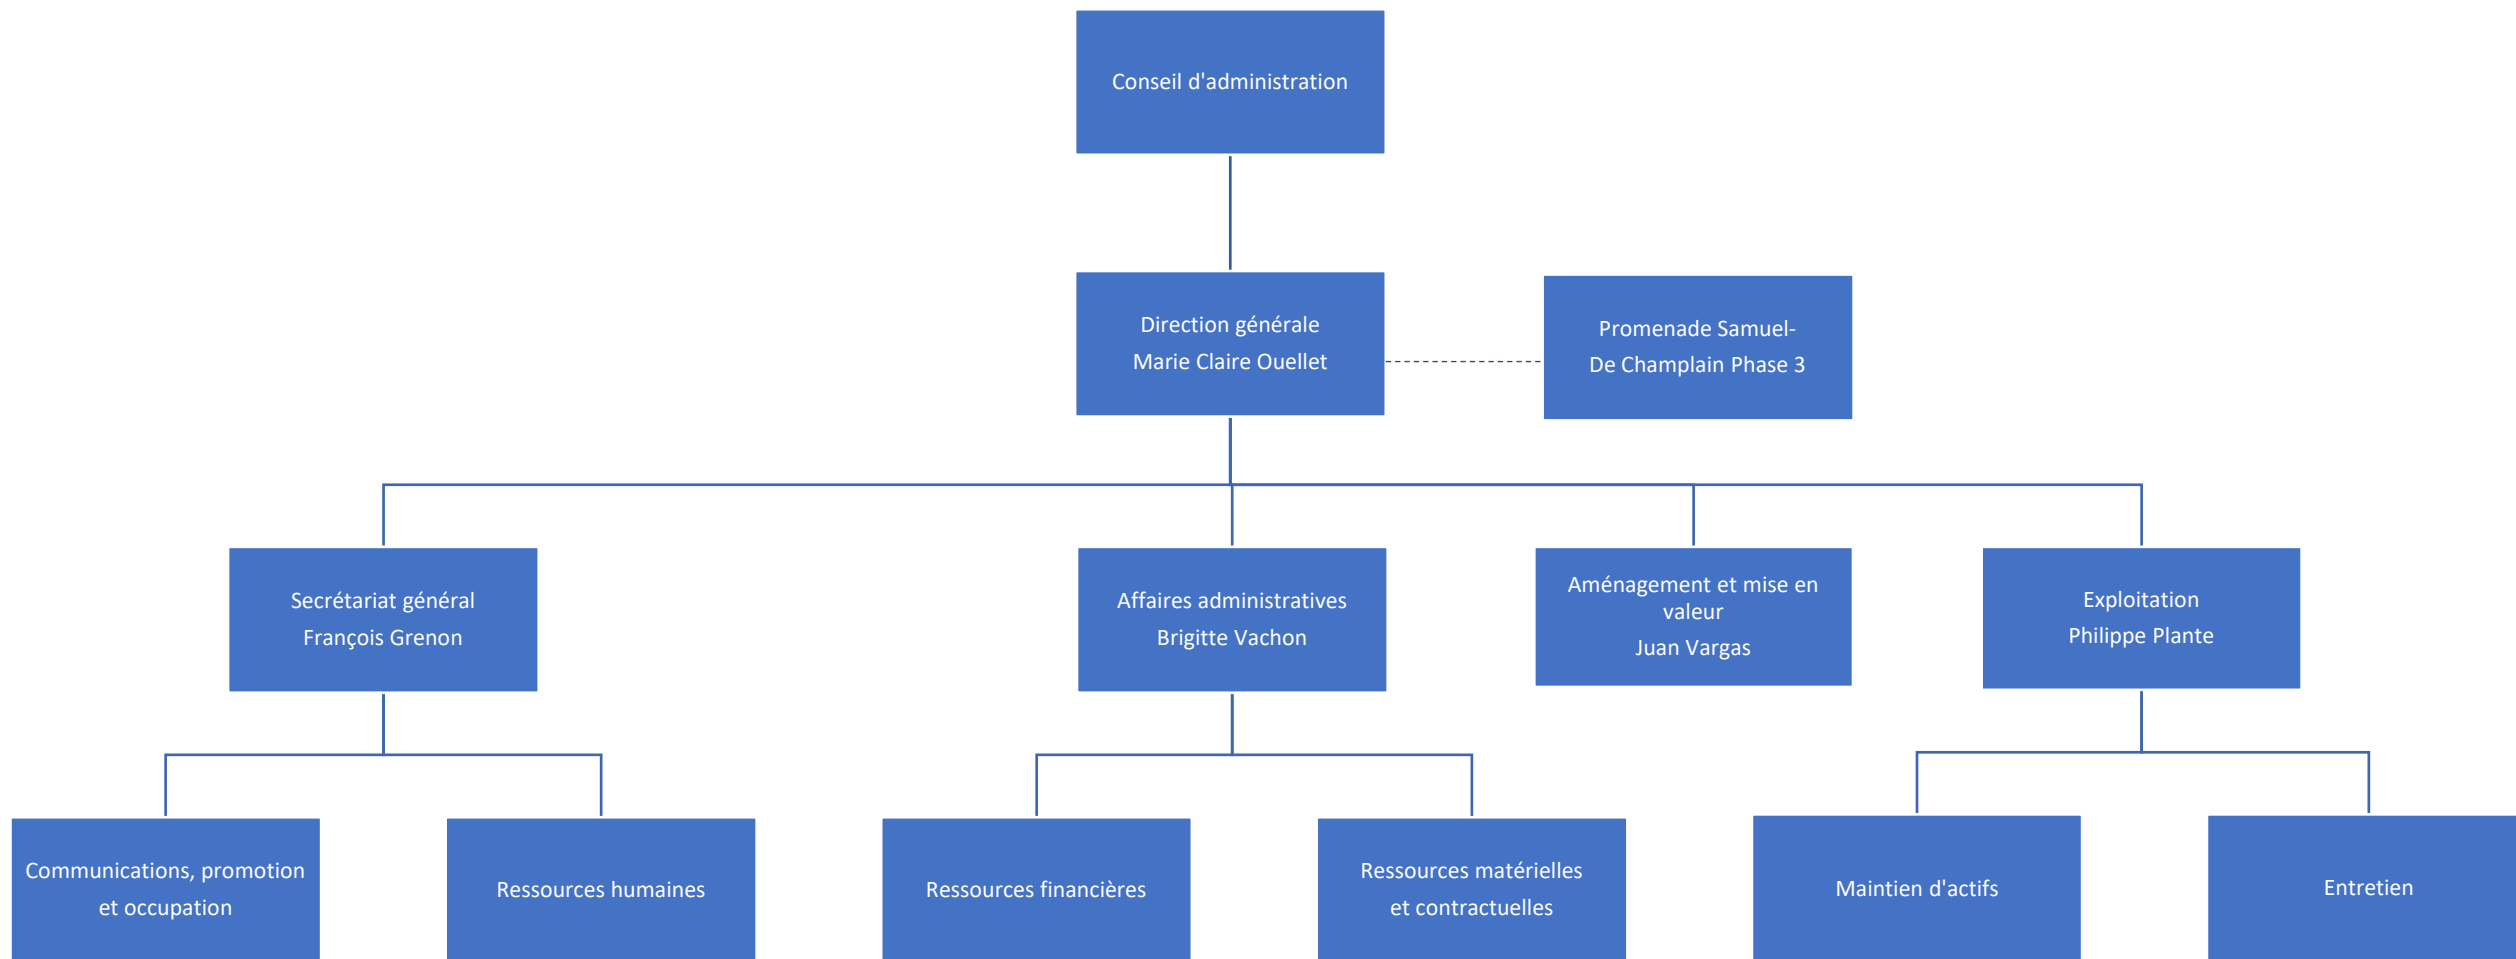 Conseil d'administration
Direction générale
Marie Claire Ouellet
Promenade Samuel-
De Champlain Phase 3
Secrétariat général
François Grenon
Affaires administratives
Brigitte Vachon
Aménagement et mise en
valeur
Juan Vargas
Exploitation
Philippe Plante
Communications, promotion
et occupation
Ressources humaines
Ressources financières
Ressources matérielles
et contractuelles
Maintien d'actifs
Entretien